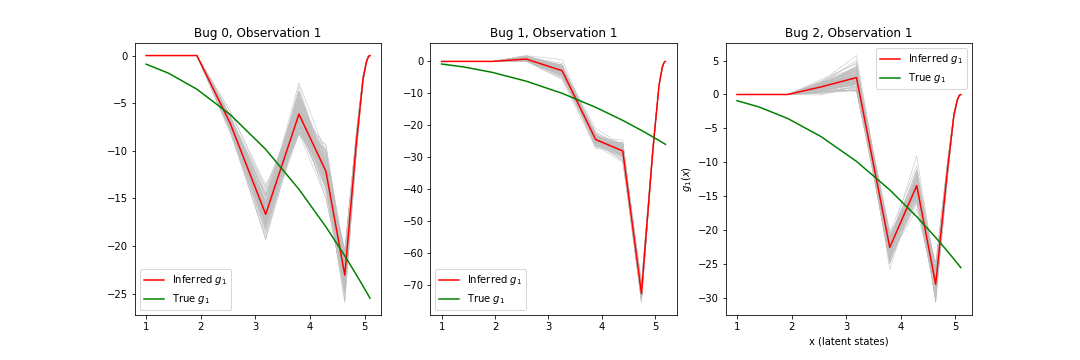 Bug 0, Observation 1
0
−5
−10
−15
−20
−25
1 2 3 4 5
Inferred g₁
True g₁
Bug 1, Observation 1
0
−10
−20
−30
−40
−50
−60
−70
1 2 3 4 5
Inferred g₁
True g₁
Bug 2, Observation 1
g₁(x)
5
0
−5
−10
−15
−20
−25
−30
1 2 3 4 5
x (latent states)
Inferred g₁
True g₁